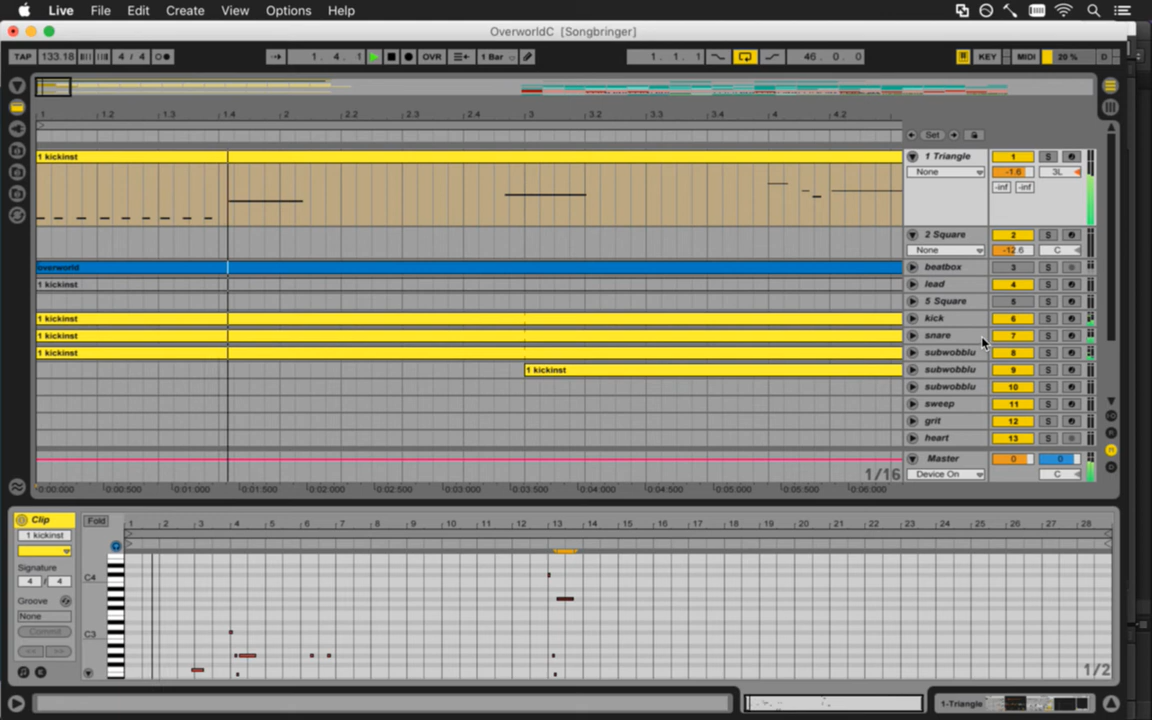 Live File Edit Create View Options Help
OverworldC [Songbringer]
TAP 133.18 4 / 4 1. 4. 1 OVR 1 Bar 1. 1. 1 46. 0. 0 KEY MIDI 20 % D
1 1.2 1.3 1.4 2 2.2 2.3 2.4 3 3.2 3.3 3.4 4 4.2
Set
1 kickinst 1 Triangle 1 S
None -1.6 3L
-inf -inf
2 Square 2 S
None -12.6 C
overworld beatbox 3 S
1 kickinst lead 4 S
5 Square 5 S
1 kickinst kick 6 S
1 kickinst snare 7 S
1 kickinst subwobblu 8 S
1 kickinst subwobblu 9 S
subwobblu 10 S
sweep 11 S
grit 12 S
heart 13 S
Master 0 0
1/16 Device On C
0:00.000 0:00.500 0:01.000 0:01.500 0:02.000 0:02.500 0:03.000 0:03.500 0:04.000 0:04.500 0:05.000 0:05.500 0:06.000
Clip Fold 1 2 3 4 5 6 7 8 9 10 11 12 13 14 15 16 17 18 19 20 21 22 23 24 25 26 27 28
1 kickinst
Signature
4 / 4 C4
Groove
None
Commit C3
<< >>
1/2
1-Triangle